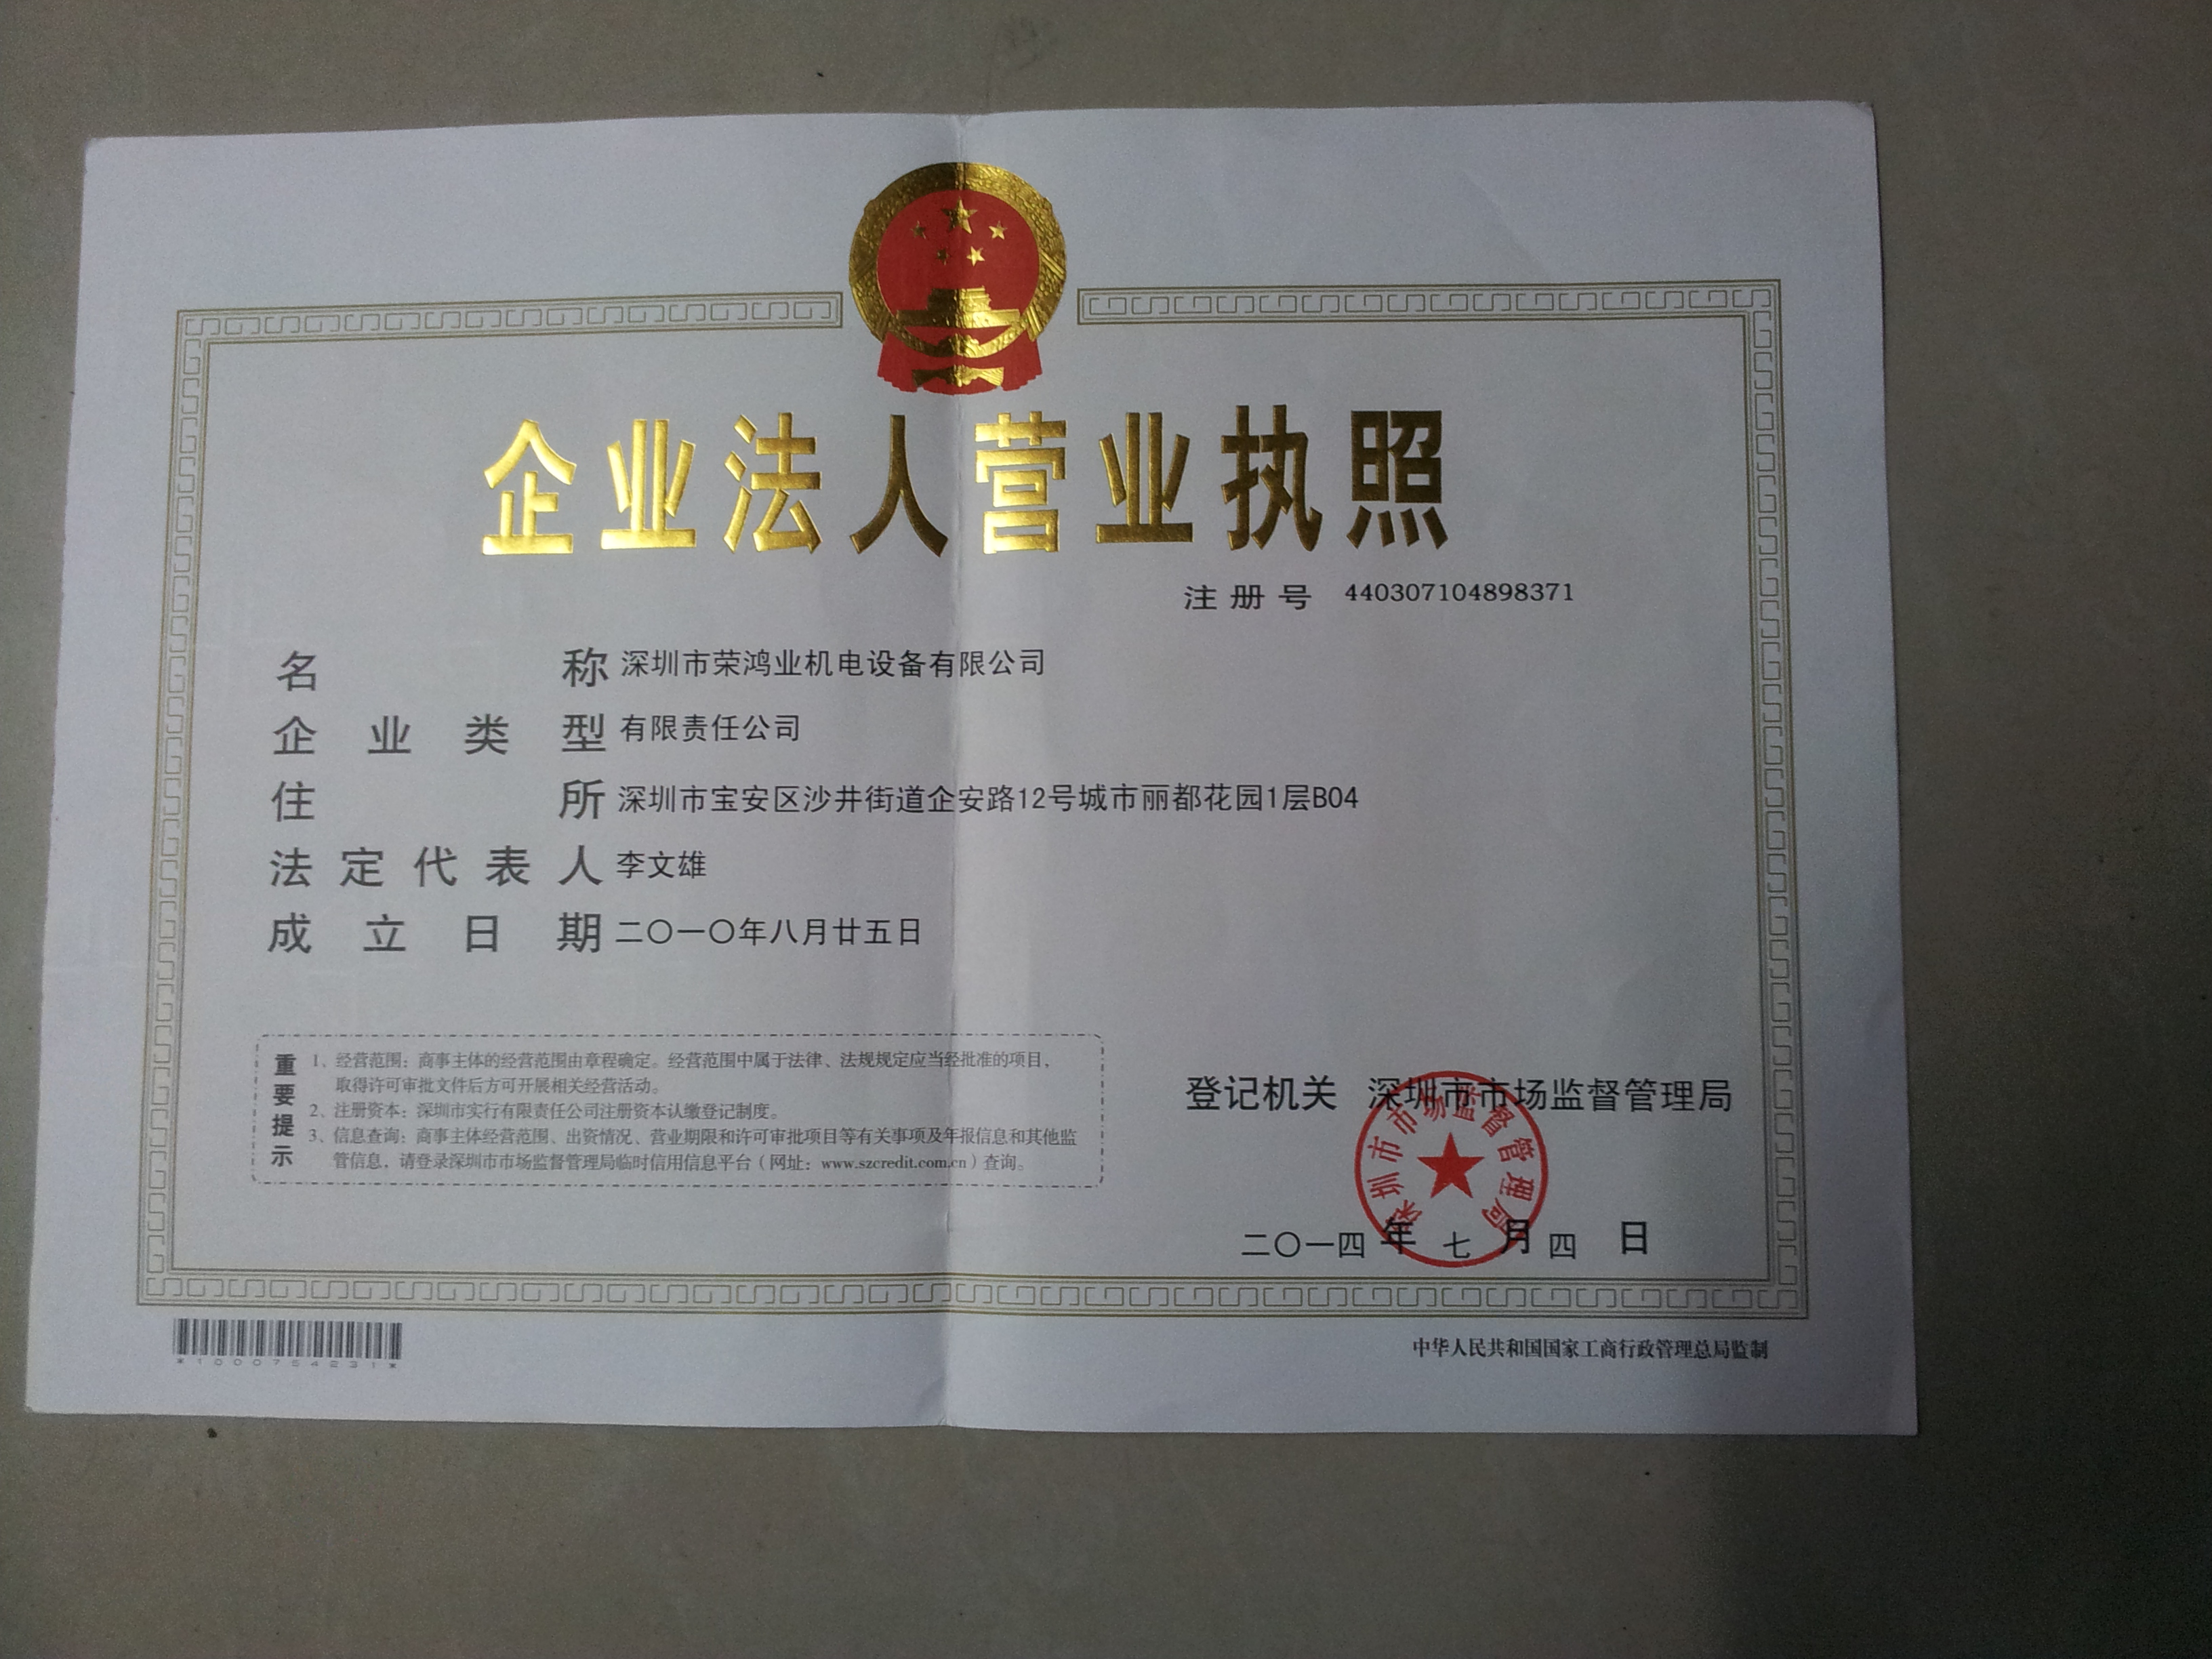 企业法人营业执照
注册号 440307104898371
名称 深圳市荣鸿业机电设备有限公司
企业类型 有限责任公司
住所 深圳市宝安区沙井街道企安路12号城市丽都花园1层B04
法定代表人 李文雄
成立日期 二〇一〇年八月廿五日
重要提示
1、经营范围：商事主体的经营范围由章程确定。经营范围中属于法律、法规规定应当经批准的项目，
取得许可审批文件后方可开展相关经营活动。
2、注册资本：深圳市实行有限责任公司注册资本认缴登记制度。
3、信息查询：商事主体经营范围、出资情况、营业期限和许可审批项目等有关事项及年报信息和其他监
管信息，请登录深圳市市场监督管理局临时信用信息平台（网址：www.szcredit.com.cn）查询。
登记机关 深圳市市场监督管理局
深圳市市场监督管理局
二〇一四年七月四日
*1000754231*
中华人民共和国国家工商行政管理总局监制